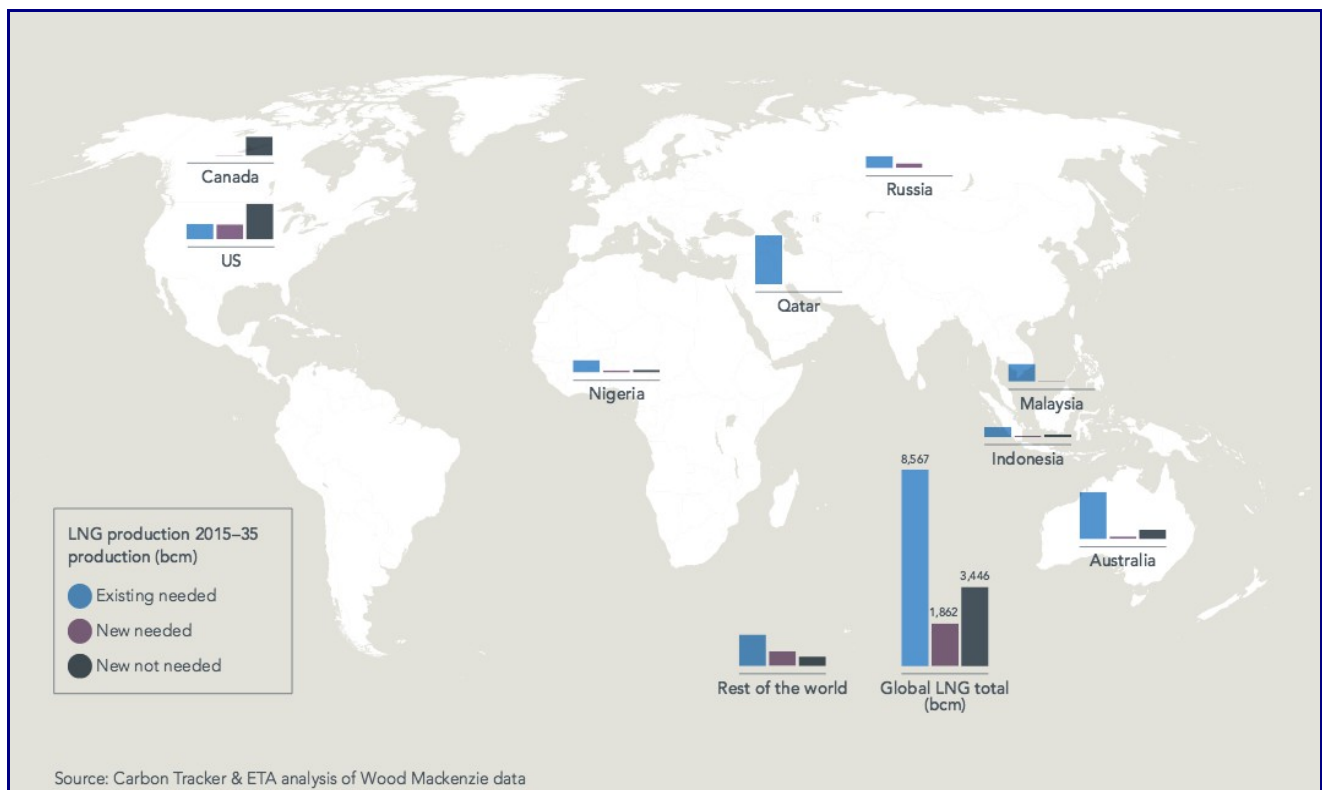 Canada
Russia
US
Qatar
Nigeria
Malaysia
Indonesia
8,567
LNG production 2015–35
production (bcm)
Existing needed
New needed
New not needed
Australia
3,446
1,862
Rest of the world
Global LNG total
(bcm)
Source: Carbon Tracker & ETA analysis of Wood Mackenzie data